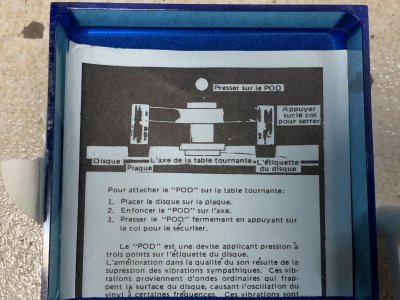 Presser sur le POD
Appuyer
sur le col
pour serrer
Disque
L'axe de la table tournante
L'étiquette
du disque
Plaque
Pour attacher le "POD" sur la table tournante:
1. Placer le disque sur la plaque.
2. Enfoncer le "POD" sur l'axe.
3. Presser "POD" fermement en appuyant sur
le col pour le sécuriser.
Le "POD" est une devise applicant pression à
trois points sur l'étiquette du disque.
L'amélioration dans la qualité du son résulte de la
supression des vibrations sympathiques. Ces vib-
rations proviennent d'ondes ordinaires qui frap-
pent la surface du disque, causant l'oscillation du
vinyl à certaines fréquences. Ces vibrations sont